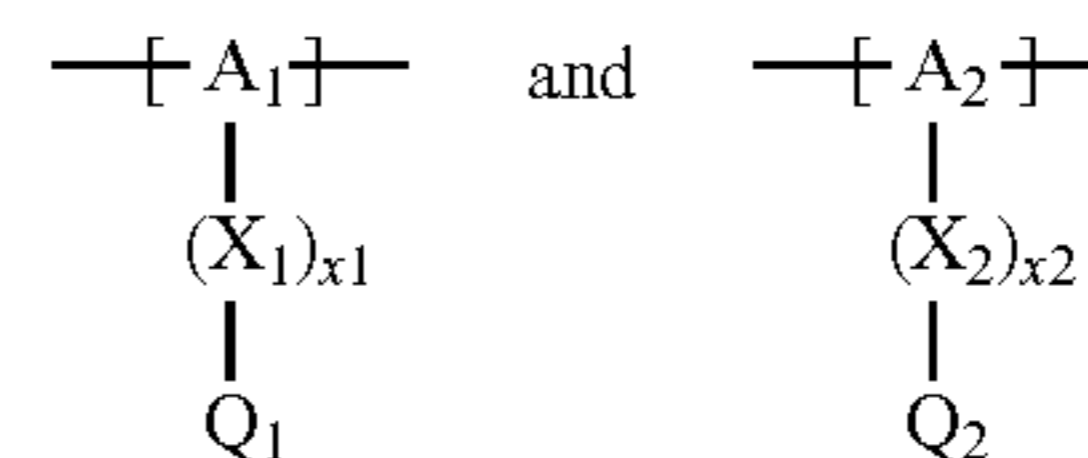 [ A₁ ] and [ A₂ ]
(X₁)ₓ₁ (X₂)ₓ₂
Q₁ Q₂